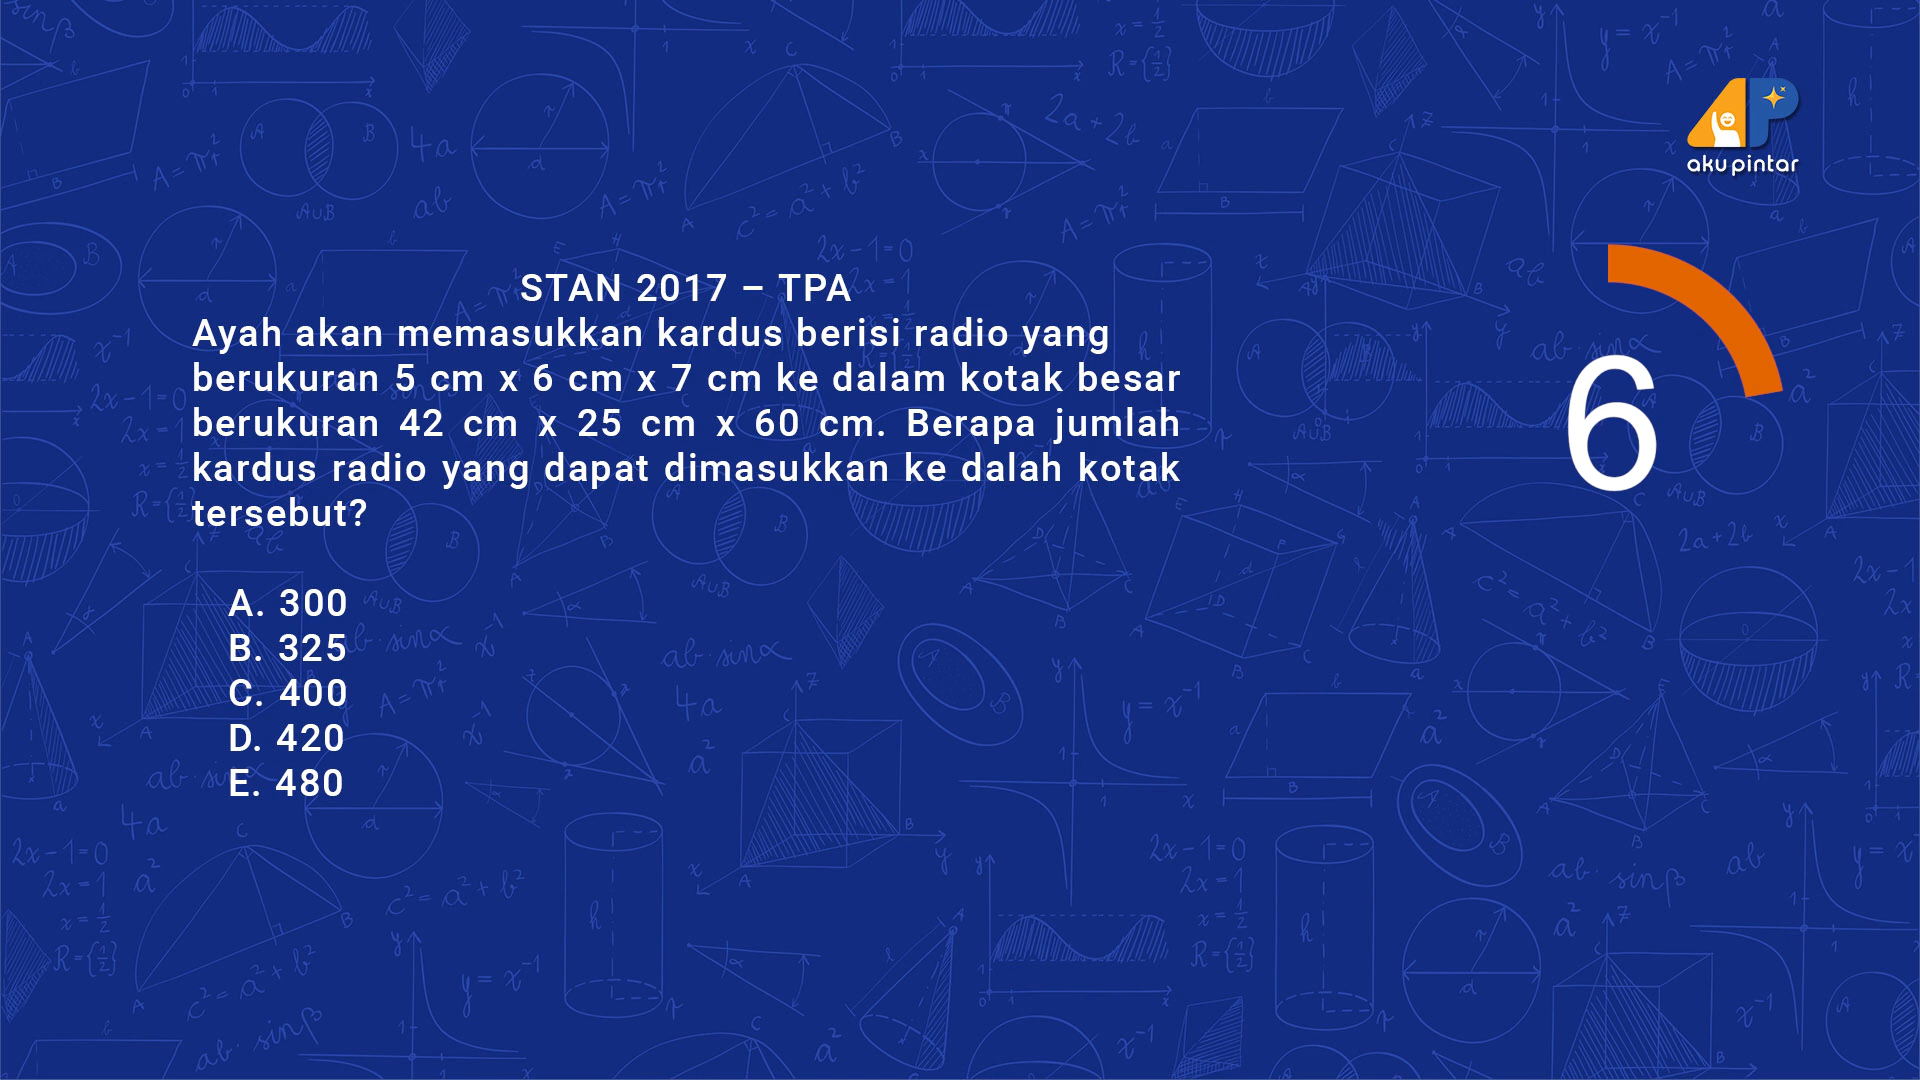 aku pintar
STAN 2017 – TPA
Ayah akan memasukkan kardus berisi radio yang
berukuran 5 cm x 6 cm x 7 cm ke dalam kotak besar
berukuran 42 cm x 25 cm x 60 cm. Berapa jumlah
kardus radio yang dapat dimasukkan ke dalah kotak
tersebut?
6
A. 300
B. 325
C. 400
D. 420
E. 480